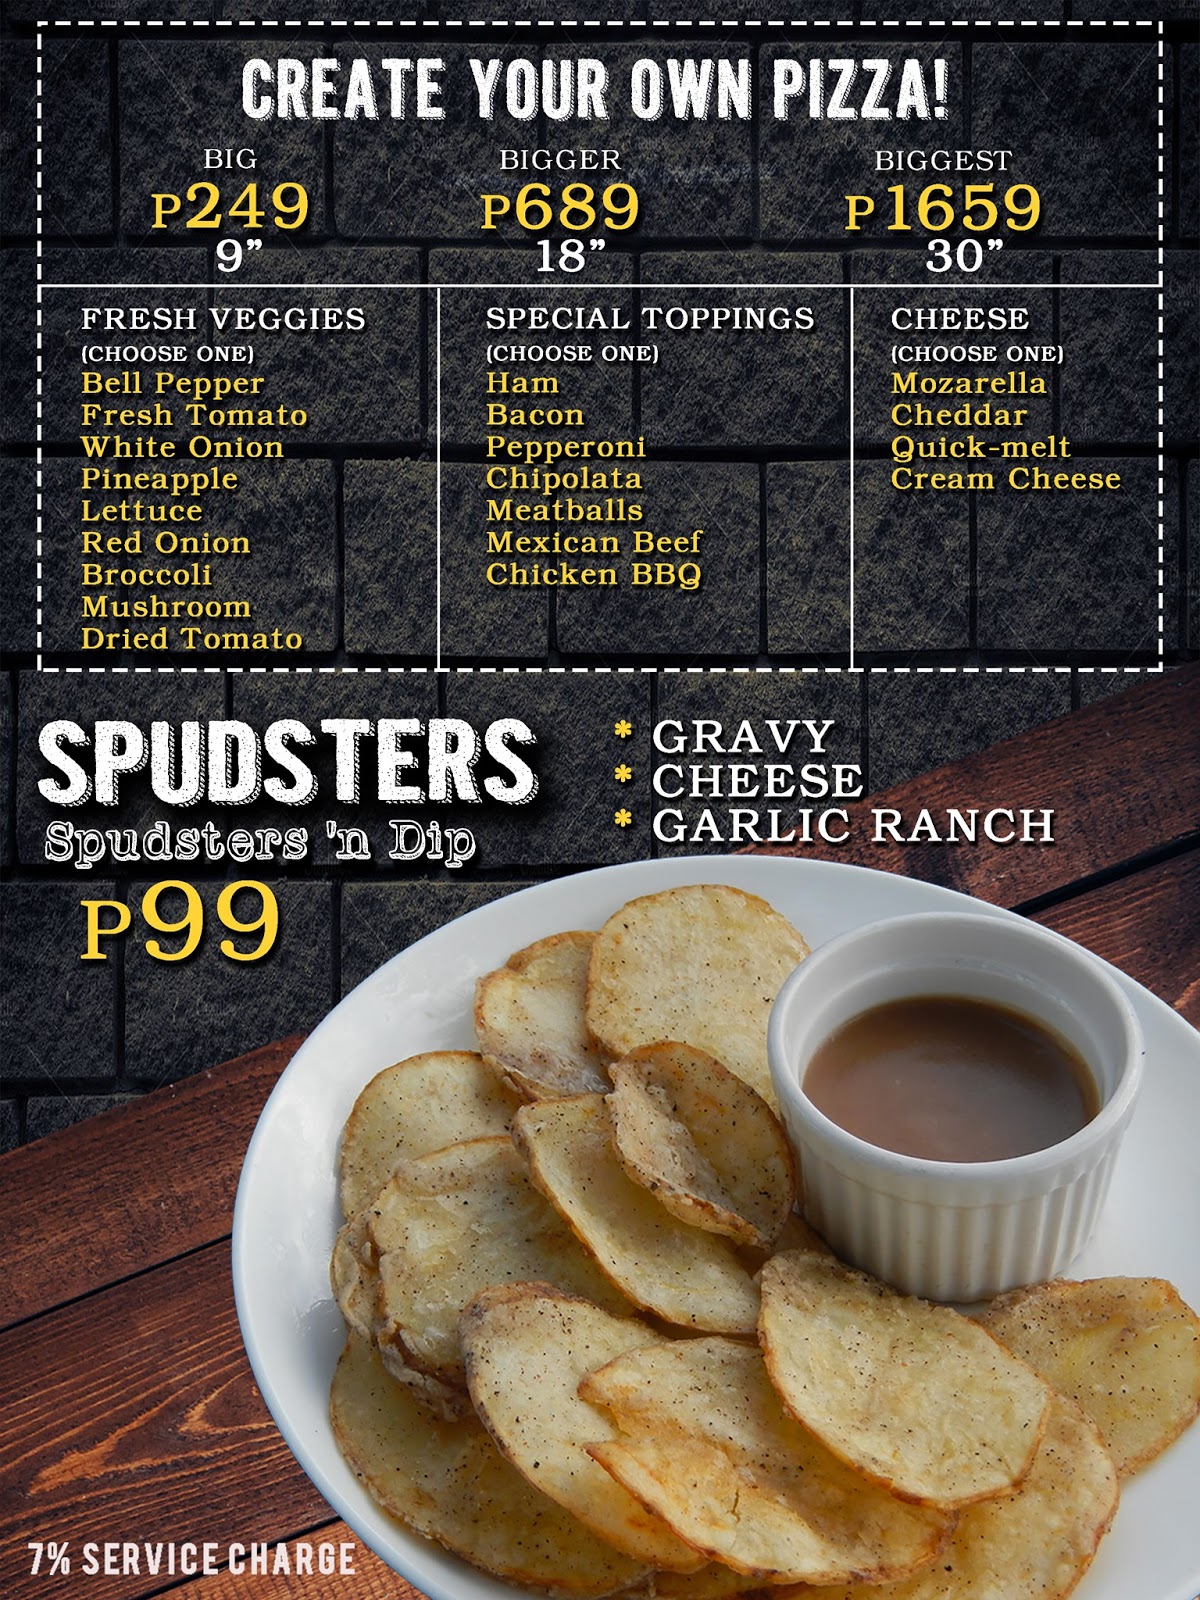 CREATE YOUR OWN PIZZA!
BIG
P249
9”
BIGGER
P689
18”
BIGGEST
P1659
30”
FRESH VEGGIES
(CHOOSE ONE)
Bell Pepper
Fresh Tomato
White Onion
Pineapple
Lettuce
Red Onion
Broccoli
Mushroom
Dried Tomato
SPECIAL TOPPINGS
(CHOOSE ONE)
Ham
Bacon
Pepperoni
Chipolata
Meatballs
Mexican Beef
Chicken BBQ
CHEESE
(CHOOSE ONE)
Mozarella
Cheddar
Quick-melt
Cream Cheese
SPUDSTERS
Spudsters 'n Dip
P99
* GRAVY
* CHEESE
* GARLIC RANCH
7% SERVICE CHARGE